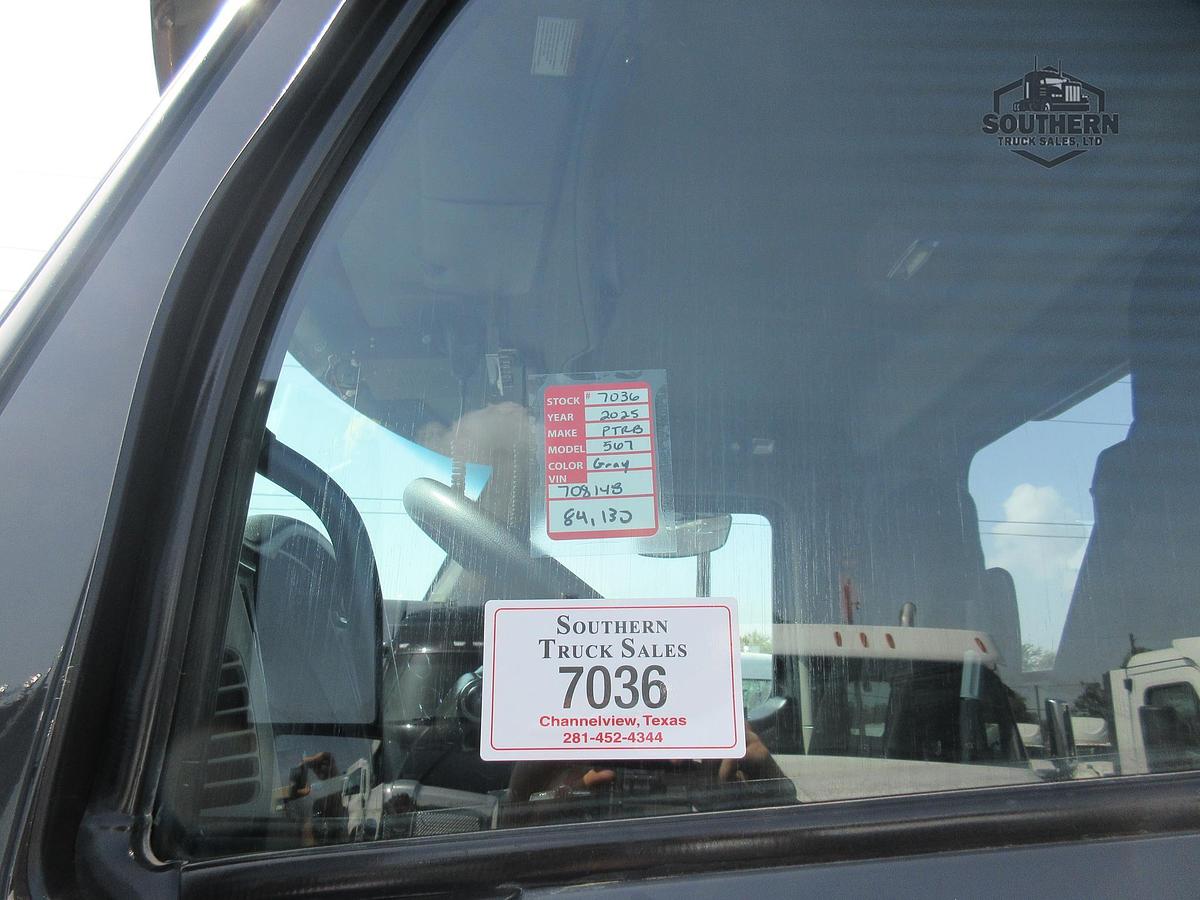 SOUTHERN
TRUCK SALES, LTD
STOCK # 7036
YEAR 2025
MAKE PTRB
MODEL 567
COLOR Gray
VIN
708148
84,130
SOUTHERN
TRUCK SALES
7036
Channelview, Texas
281-452-4344